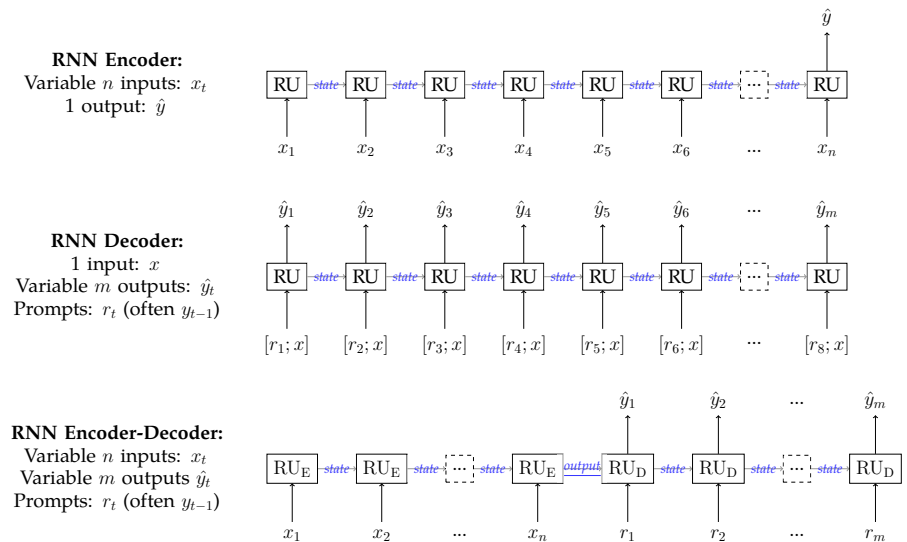 ŷ
RNN Encoder:
Variable n inputs: x_t
1 output: ŷ
RU state RU state RU state RU state RU state RU state ... state RU
x_1 x_2 x_3 x_4 x_5 x_6 ... x_n
ŷ_1 ŷ_2 ŷ_3 ŷ_4 ŷ_5 ŷ_6 ... ŷ_m
RNN Decoder:
1 input: x
Variable m outputs: ŷ_t
Prompts: r_t (often y_{t−1})
RU state RU state RU state RU state RU state RU state ... state RU
[r_1; x] [r_2; x] [r_3; x] [r_4; x] [r_5; x] [r_6; x] ... [r_8; x]
ŷ_1 ŷ_2 ... ŷ_m
RNN Encoder-Decoder:
Variable n inputs: x_t
Variable m outputs ŷ_t
Prompts: r_t (often y_{t−1})
RU_E state RU_E state ... state RU_E output RU_D state RU_D state ... state RU_D
x_1 x_2 ... x_n r_1 r_2 ... r_m